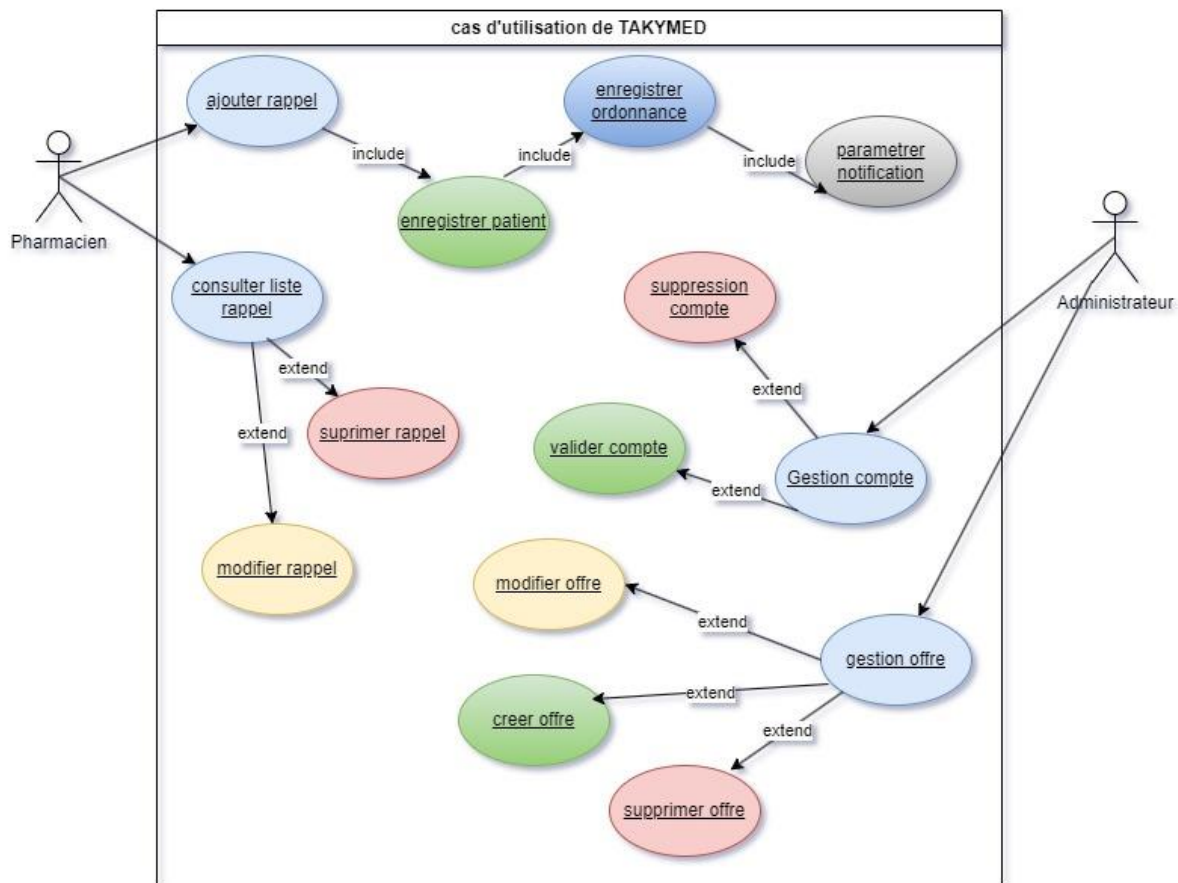 cas d'utilisation de TAKYMED
ajouter rappel
enregistrer
ordonnance
include
include
include
parametrer
notification
enregistrer patient
Pharmacien
consulter liste
rappel
suppression
compte
Administrateur
extend
extend
suprimer rappel
extend
valider compte
Gestion compte
extend
extend
modifier rappel
modifier offre
extend
gestion offre
extend
creer offre
extend
supprimer offre